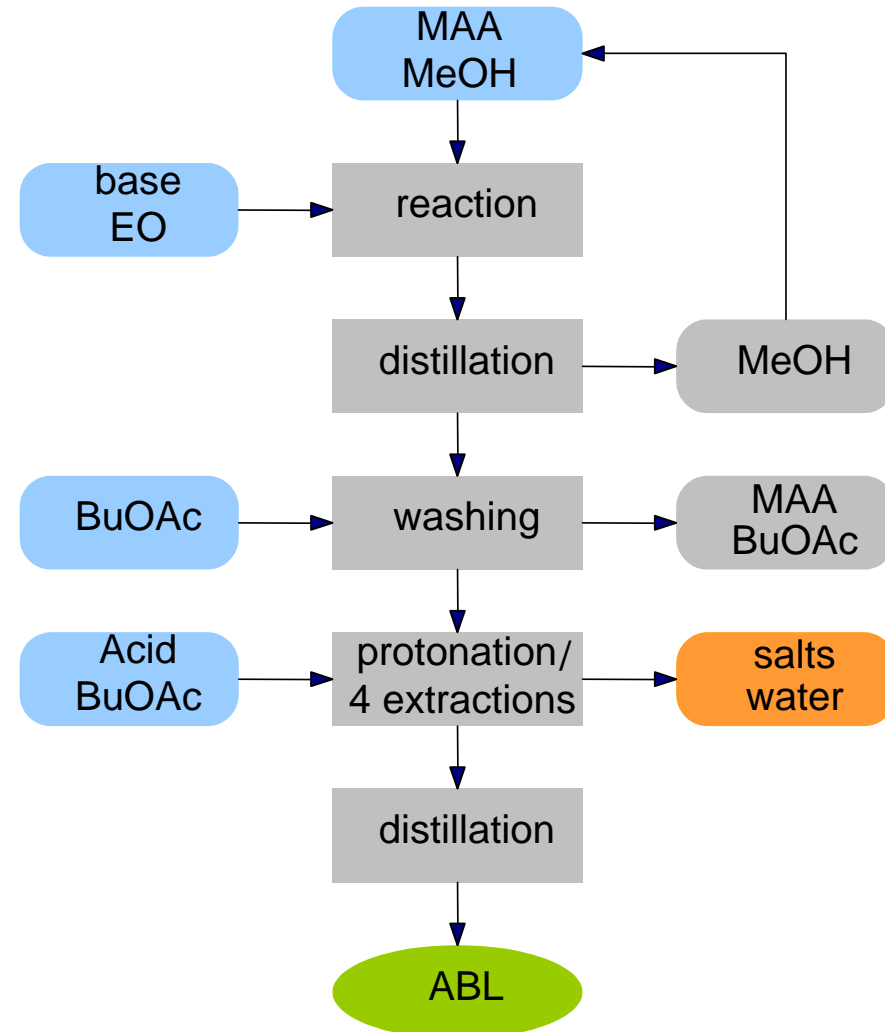 MAA
MeOH
base
EO
reaction
distillation
MeOH
BuOAc
washing
MAA
BuOAc
Acid
BuOAc
protonation/
4 extractions
salts
water
distillation
ABL